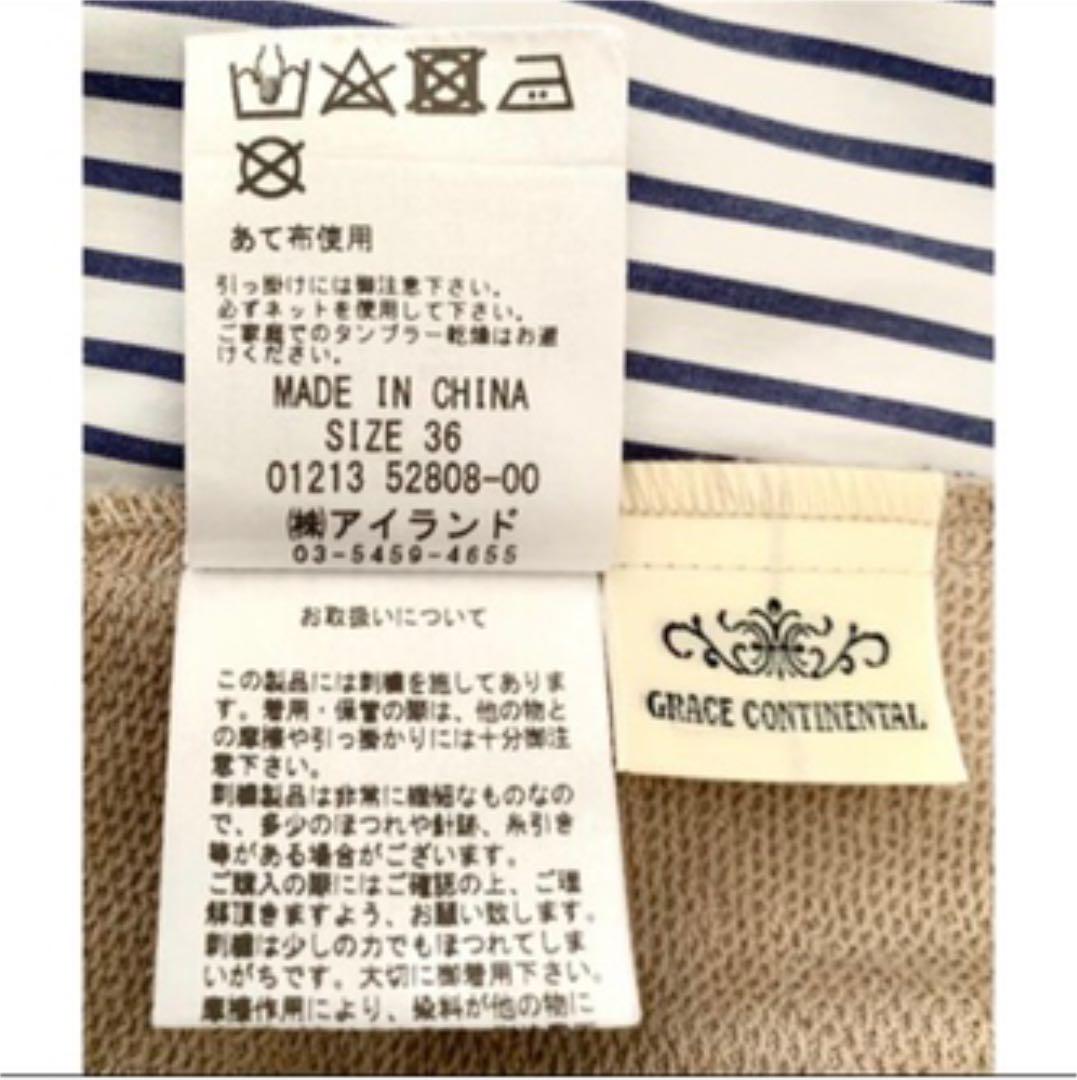 あて布使用
引っ掛けには御注意下さい。
必ずネットを使用して下さい。
ご家庭でのタンブラー乾燥はお避
けください。
MADE IN CHINA
SIZE 36
01213 52808-00
㈱アイランド
03-5459-4655
お取扱いについて
この製品には刺繍を施してありま
す。着用・保管の際は、他の物と
の摩擦や引っ掛かりには十分御注
意下さい。
刺繍製品は非常に繊細なものなの
で、多少のほつれや針跡、糸引き
等がある場合がございます。
ご購入の際にはご確認の上、ご理
解頂きますよう、お願い致します。
刺繍は少しの力でもほつれてしま
いがちです。大切に御着用下さい。
摩擦作用により、染料が他の物に
GRACE CONTINENTAL